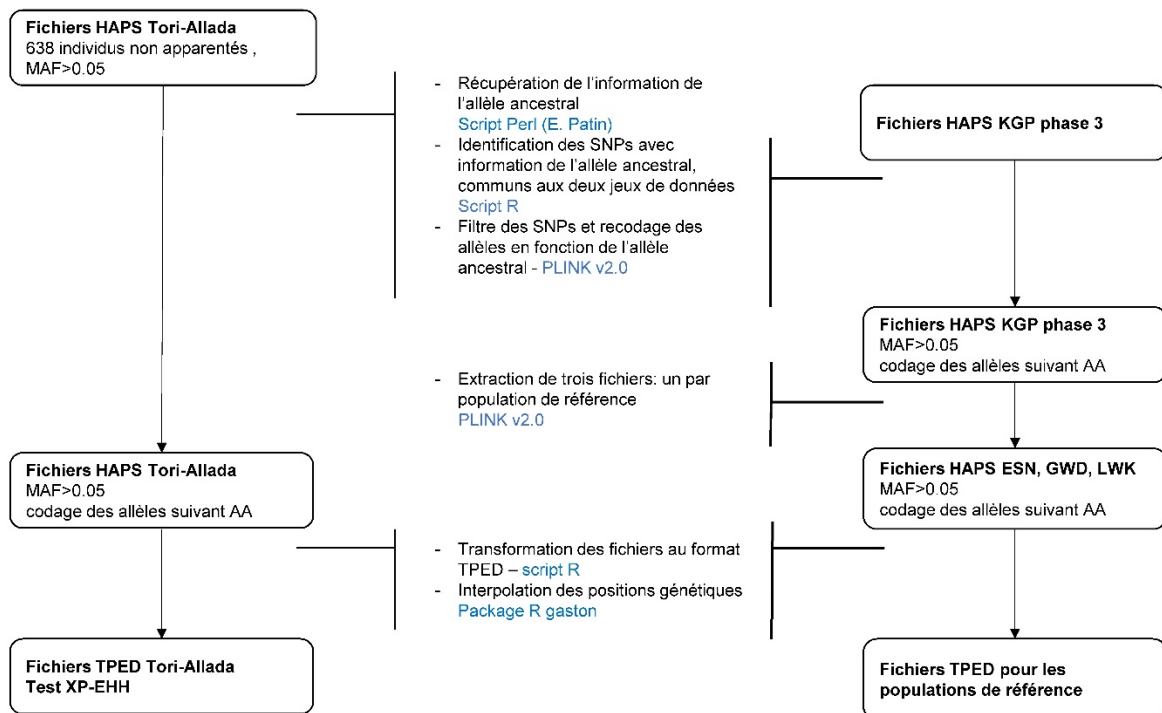 Fichiers HAPS Tori-Allada
638 individus non apparentés ,
MAF>0.05
- Récupération de l'information de
l'allèle ancestral
Script Perl (E. Patin)
- Identification des SNPs avec
information de l'allèle ancestral,
communs aux deux jeux de données
Script R
- Filtre des SNPs et recodage des
allèles en fonction de l'allèle
ancestral - PLINK v2.0
Fichiers HAPS KGP phase 3
Fichiers HAPS KGP phase 3
MAF>0.05
codage des allèles suivant AA
- Extraction de trois fichiers: un par
population de référence
PLINK v2.0
Fichiers HAPS Tori-Allada
MAF>0.05
codage des allèles suivant AA
Fichiers HAPS ESN, GWD, LWK
MAF>0.05
codage des allèles suivant AA
- Transformation des fichiers au format
TPED – script R
- Interpolation des positions génétiques
Package R gaston
Fichiers TPED Tori-Allada
Test XP-EHH
Fichiers TPED pour les
populations de référence